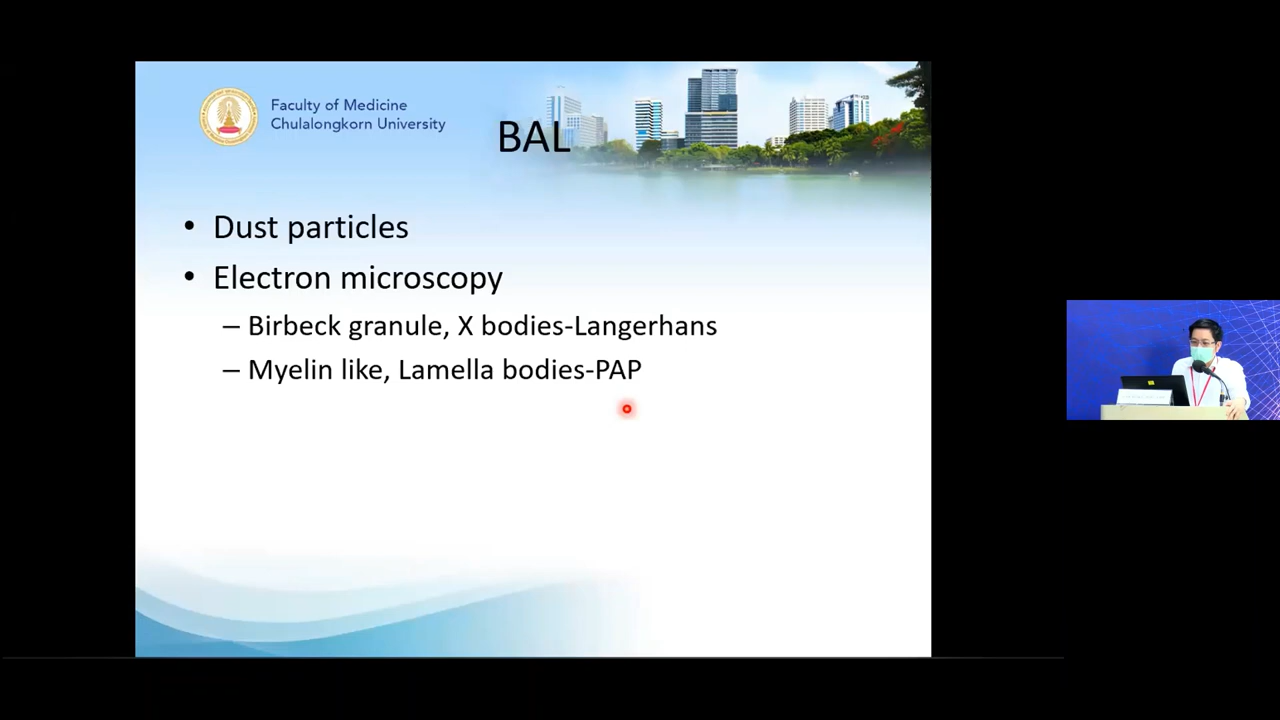 Faculty of Medicine
Chulalongkorn University
BAL
• Dust particles
• Electron microscopy
– Birbeck granule, X bodies-Langerhans
– Myelin like, Lamella bodies-PAP